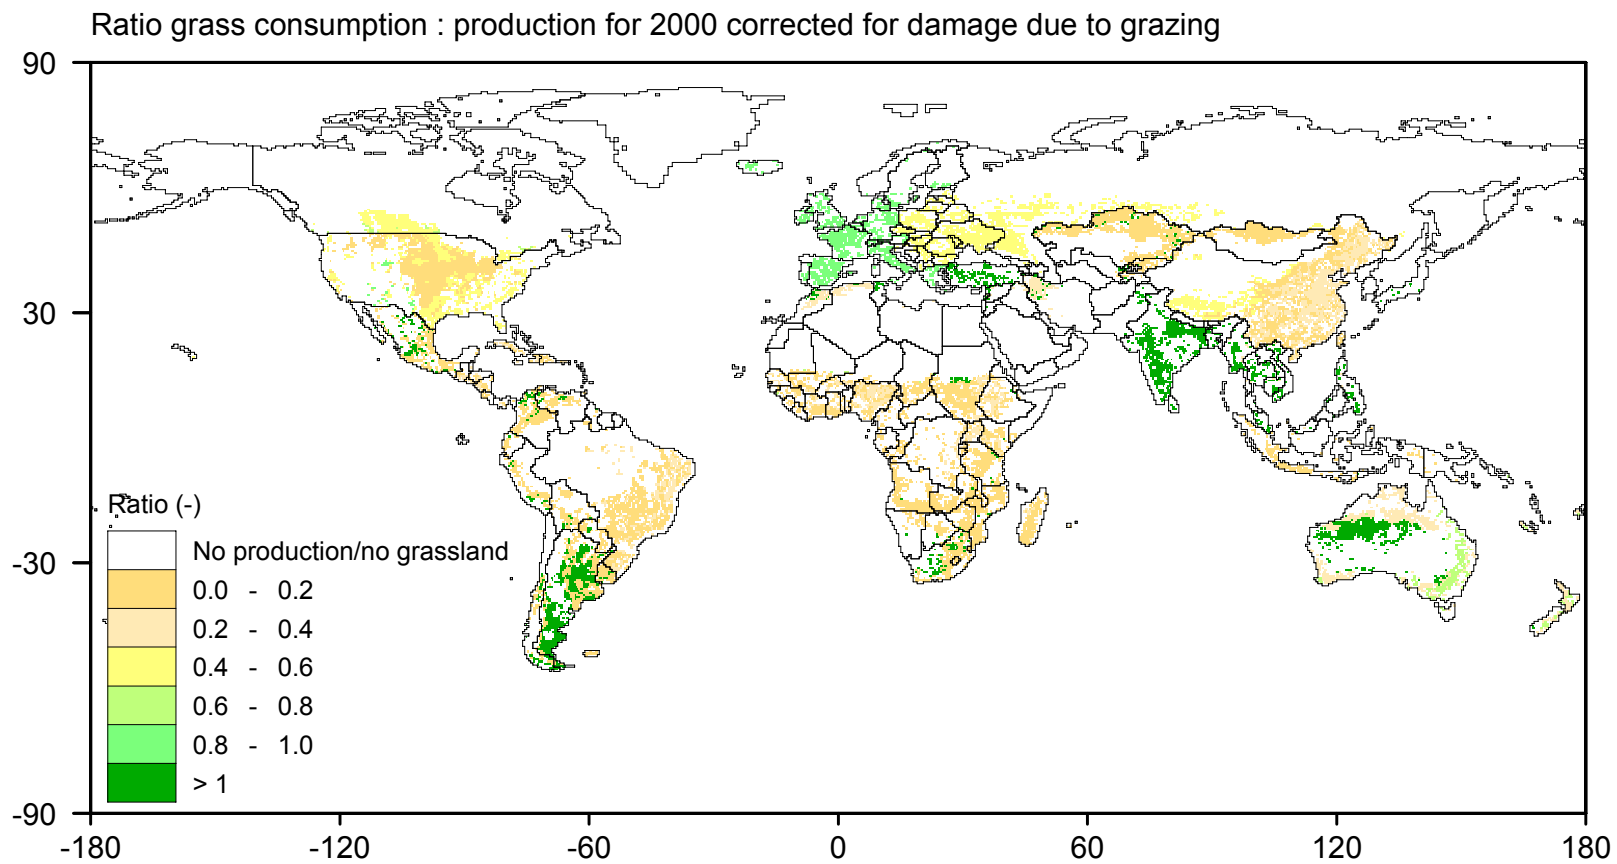 Ratio grass consumption : production for 2000 corrected for damage due to grazing
90
30
-30
-90
Ratio (-)
No production/no grassland
0.0 - 0.2
0.2 - 0.4
0.4 - 0.6
0.6 - 0.8
0.8 - 1.0
> 1
-180 -120 -60 0 60 120 180